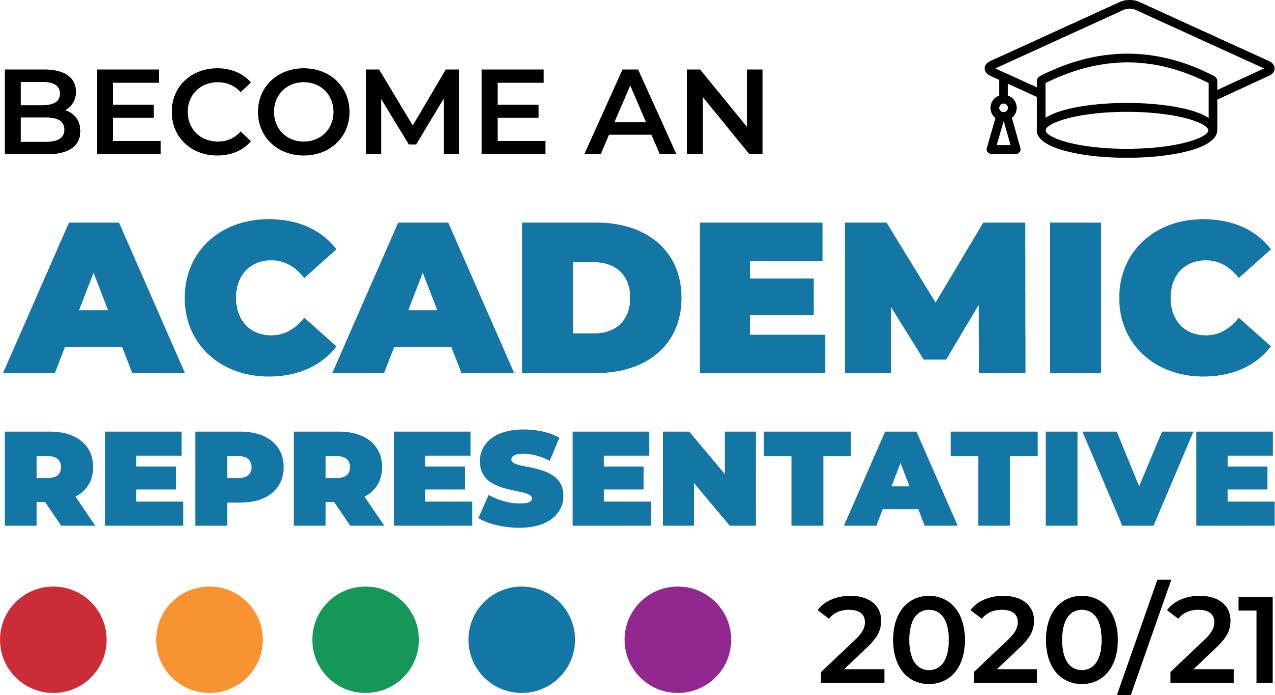 BECOME AN
ACADEMIC
REPRESENTATIVE
2020/21